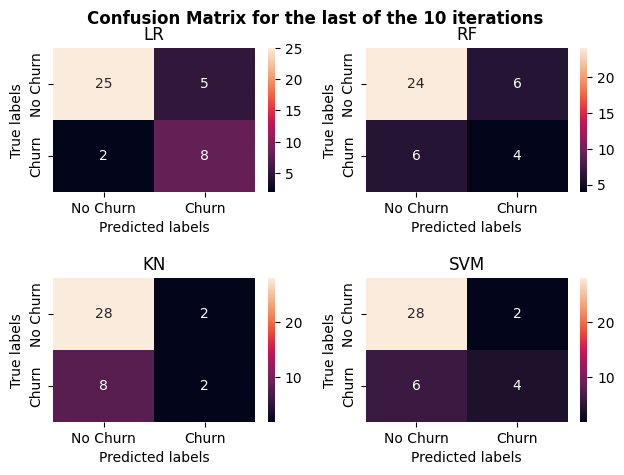 Confusion Matrix for the last of the 10 iterations
LR
True labels
No Churn
Churn
25
5
2
8
No Churn
Churn
Predicted labels
25
20
15
10
5
RF
True labels
No Churn
Churn
24
6
6
4
No Churn
Churn
Predicted labels
20
15
10
5
KN
True labels
No Churn
Churn
28
2
8
2
No Churn
Churn
Predicted labels
20
10
SVM
True labels
No Churn
Churn
28
2
6
4
No Churn
Churn
Predicted labels
20
10